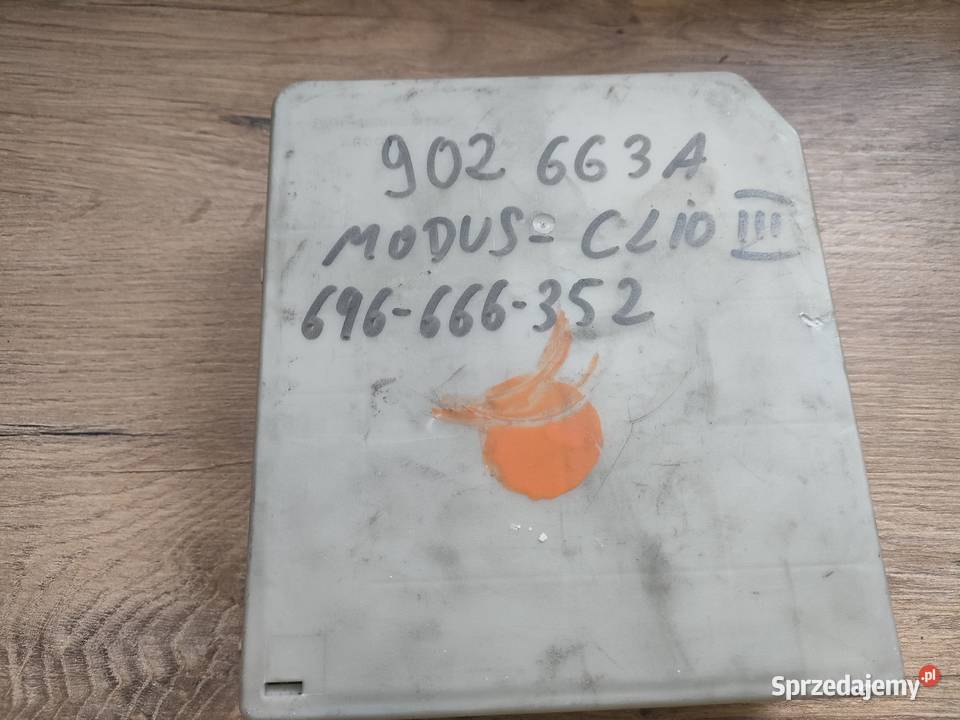 902 663A
MODUS- CLIO III
696-666-352
Sprzedajemy.pl